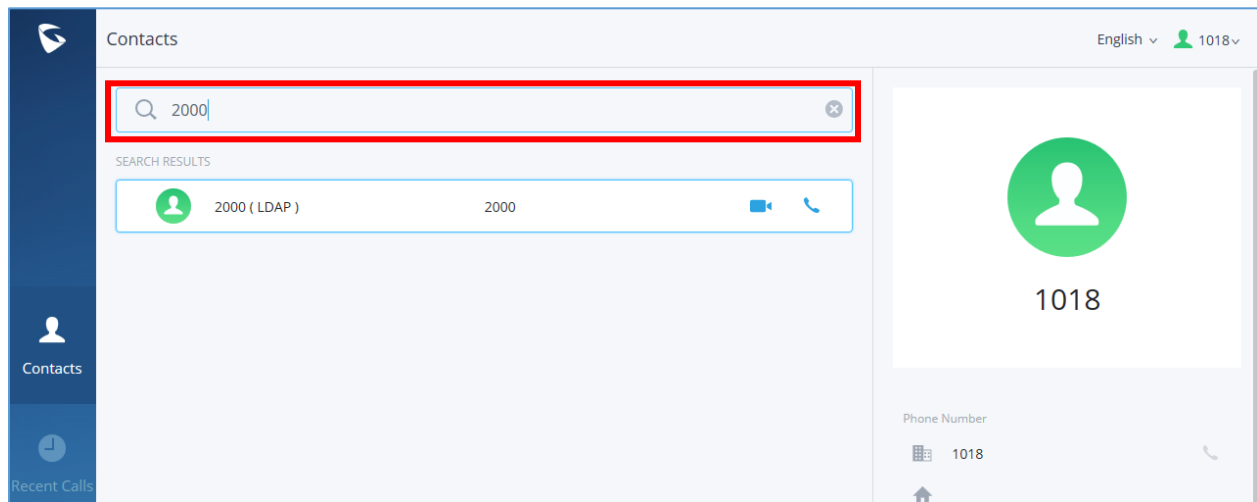 Contacts
English
1018
2000
SEARCH RESULTS
2000 ( LDAP )
2000
1018
Contacts
Phone Number
1018
Recent Calls